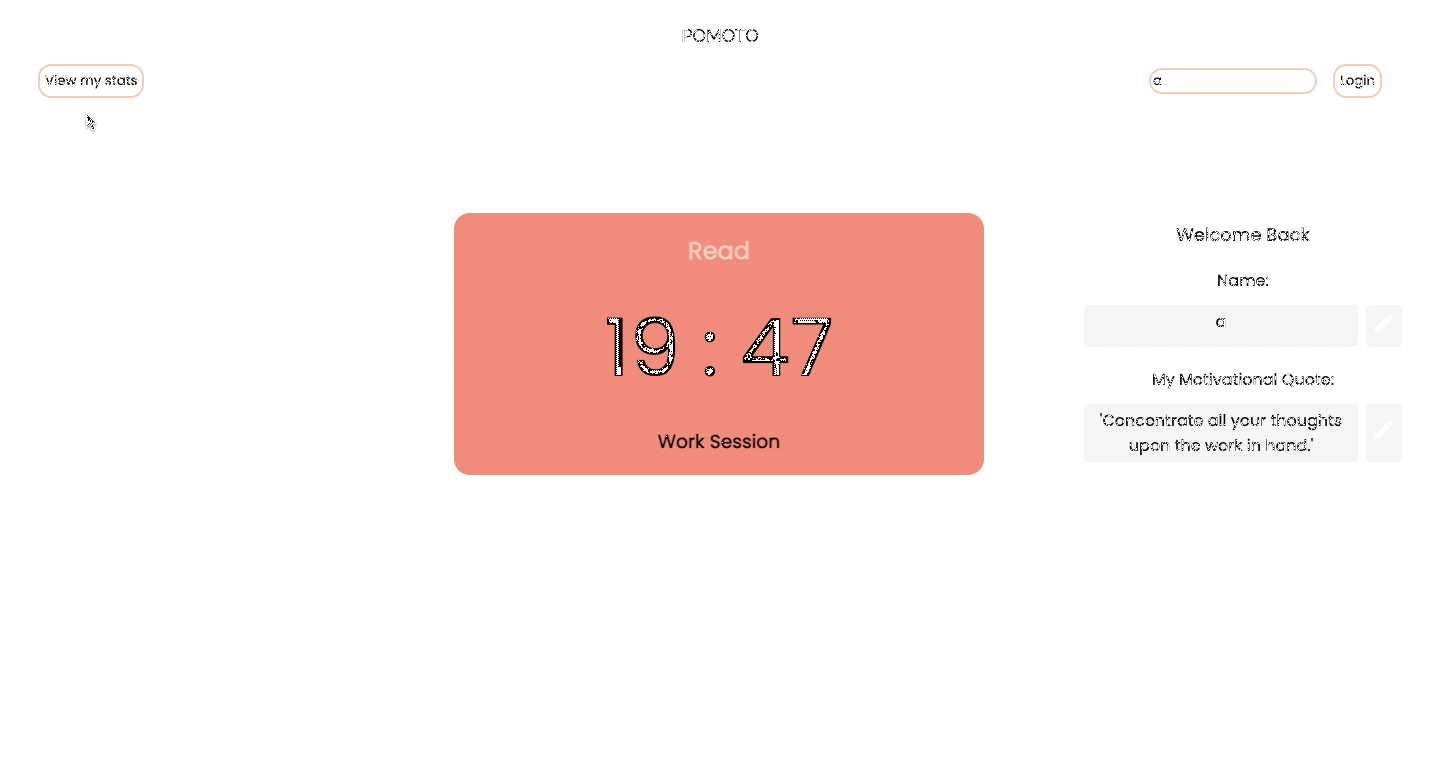 POMOTO
View my stats
a
Login
Read
19 : 47
Work Session
Welcome Back
Name:
a
My Motivational Quote:
'Concentrate all your thoughts
upon the work in hand.'